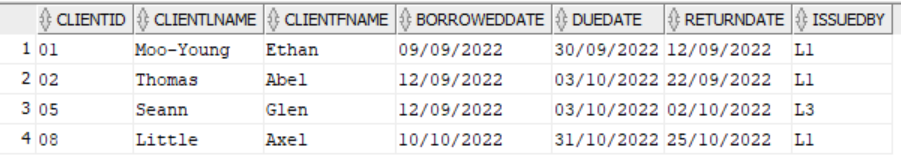 CLIENTID CLIENTLNAME CLIENTFNAME BORROWEDDATE DUEDATE RETURNDATE ISSUEDBY
1 01 Moo-Young Ethan 09/09/2022 30/09/2022 12/09/2022 L1
2 02 Thomas Abel 12/09/2022 03/10/2022 22/09/2022 L1
3 05 Seann Glen 12/09/2022 03/10/2022 02/10/2022 L3
4 08 Little Axel 10/10/2022 31/10/2022 25/10/2022 L1